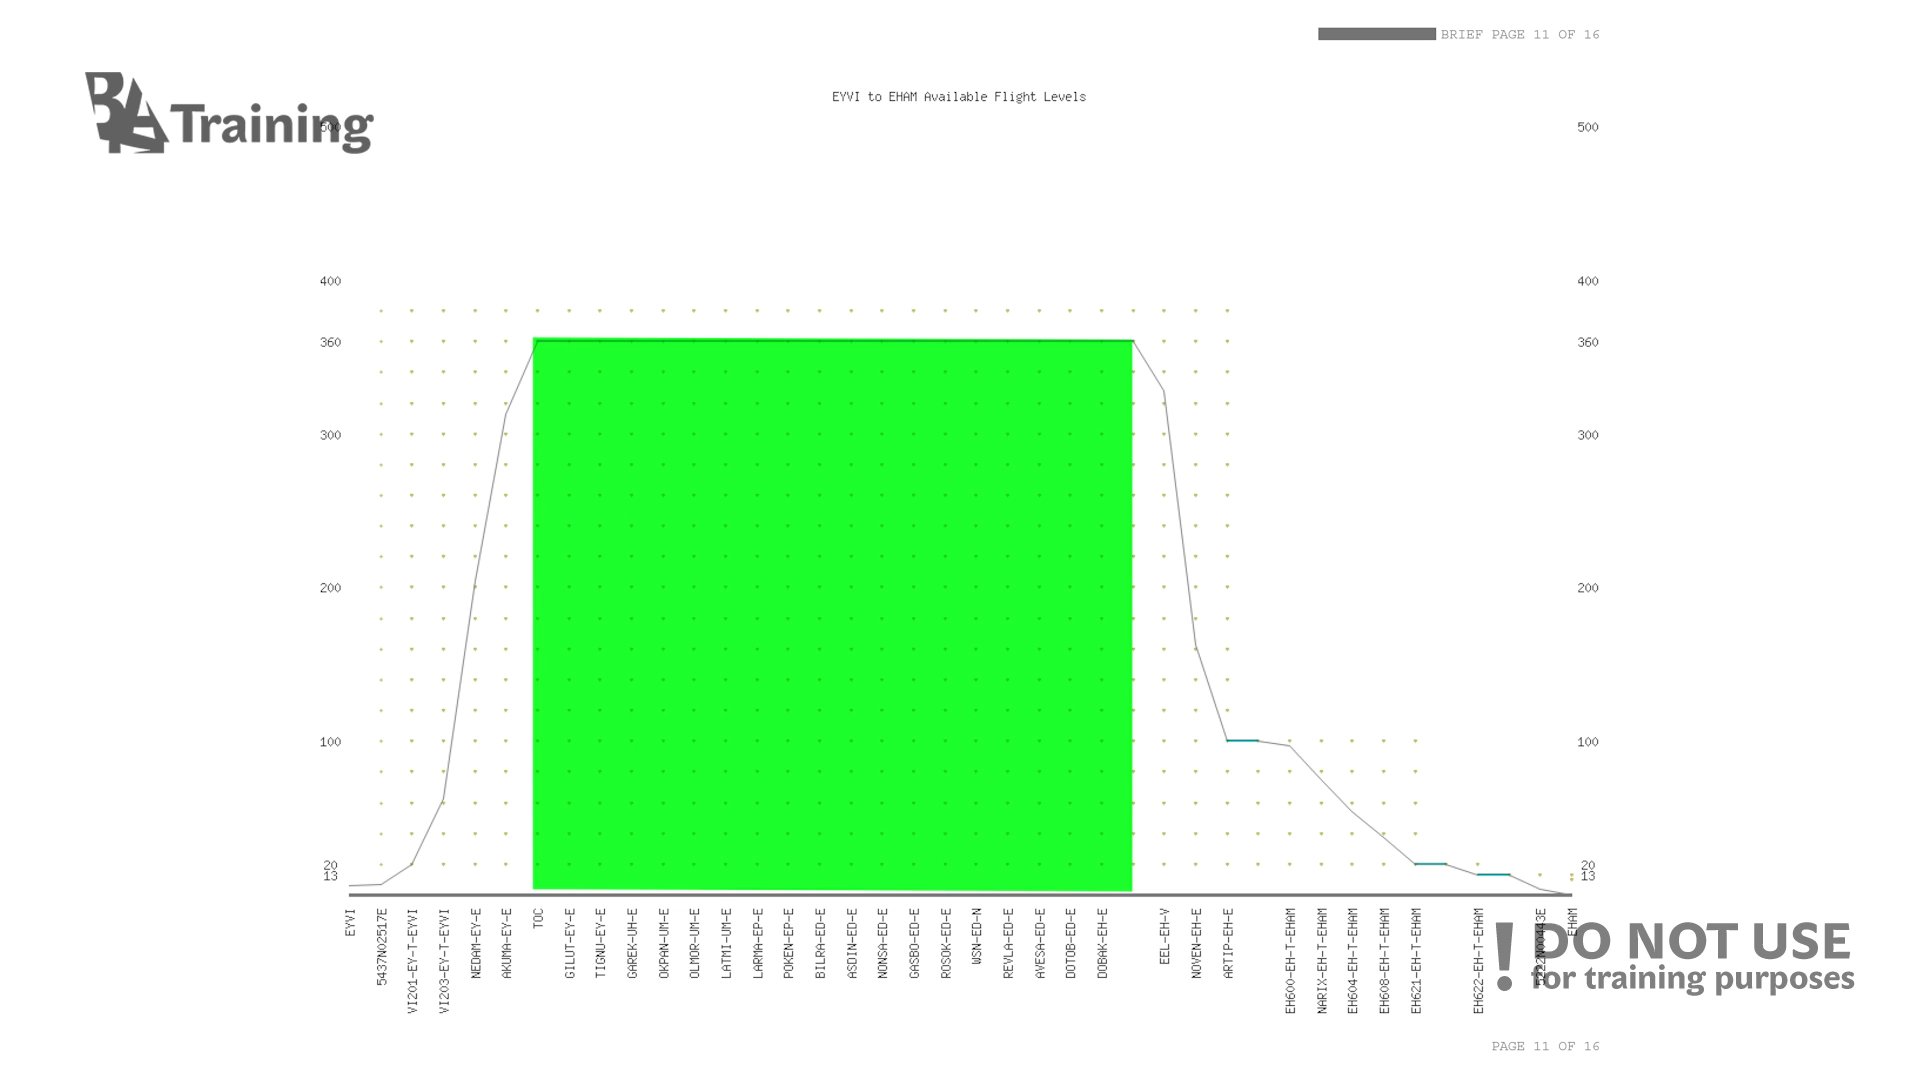 BRIEF PAGE 11 OF 16
BAA Training
EYVI to EHAM Available Flight Levels
500
500
400
400
360
360
300
300
200
200
100
100
20
20
13
13
EYVI
5437N02517E
VI201-EY-T-EYVI
VI203-EY-T-EYVI
NEDAM-EY-E
AKUMA-EY-E
TOC
GILUT-EY-E
TIGNU-EY-E
GAREK-UM-E
OKPAN-UM-E
OLMOR-UM-E
LATMI-UM-E
LARMA-EP-E
POKEN-EP-E
BILRA-ED-E
ASDIN-ED-E
NONSA-ED-E
GASBO-ED-E
ROSOK-ED-E
WSN-ED-N
REVLA-ED-E
AVESA-ED-E
DOTOB-ED-E
DOBAK-EH-E
EEL-EH-V
NOVEN-EH-E
ARTIP-EH-E
EH600-EH-T-EHAM
NARIX-EH-T-EHAM
EH604-EH-T-EHAM
EH608-EH-T-EHAM
EH621-EH-T-EHAM
EH622-EH-T-EHAM
EHAM
! DO NOT USE
for training purposes
PAGE 11 OF 16